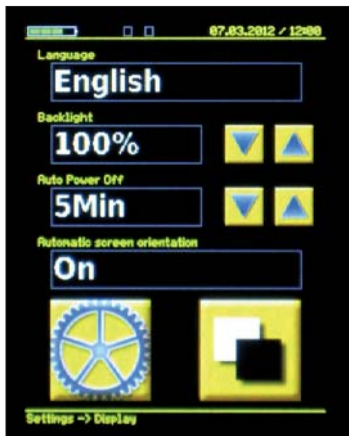 07.03.2012 / 12:00
Language
English
Backlight
100%
Auto Power Off
5Min
Automatic screen orientation
On
Settings -> Display